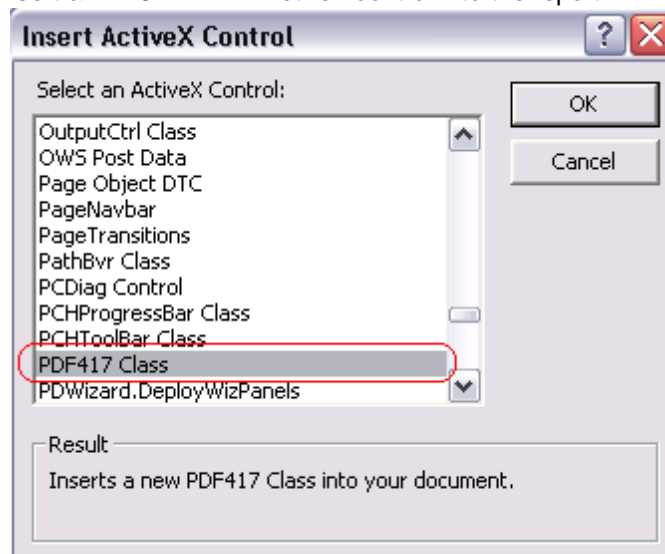 Insert ActiveX Control
Select an ActiveX Control:
OK
OutputCtrl Class
OWS Post Data
Cancel
Page Object DTC
PageNavbar
PageTransitions
PathBvr Class
PCDiag Control
PCHProgressBar Class
PCHToolBar Class
PDF417 Class
PDWizard.DeployWizPanels
Result
Inserts a new PDF417 Class into your document.